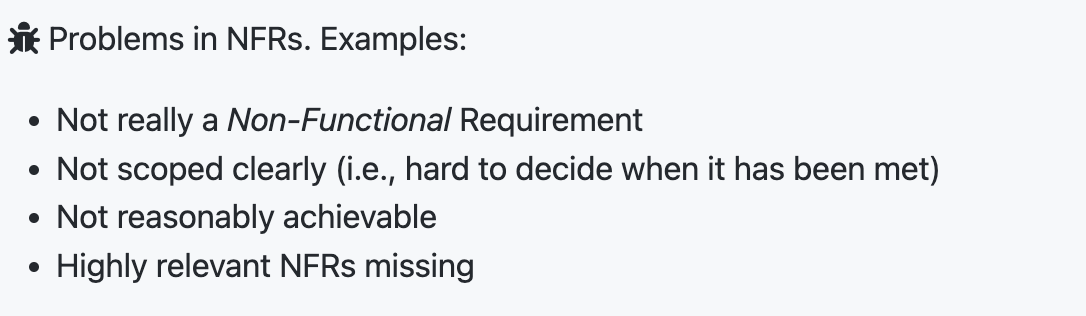 Problems in NFRs. Examples:
Not really a Non-Functional Requirement
Not scoped clearly (i.e., hard to decide when it has been met)
Not reasonably achievable
Highly relevant NFRs missing